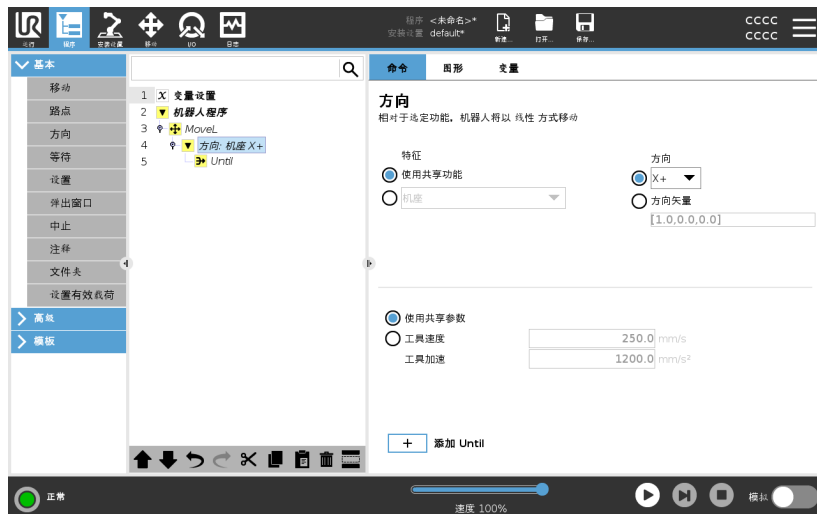 UR
运行
程序
安装设置
移动
I/O
日志
程序 <未命名>*
安装设置 default*
新建...
打开...
保存...
CCCC
CCCC
基本
移动
路点
方向
等待
设置
弹出窗口
中止
注释
文件夹
设置有效载荷
高级
模板
1 X 变量设置
2 机器人程序
3 MoveL
4 方向: 机座 X+
5 Until
命令 图形 变量
方向
相对于选定功能，机器人将以 线性 方式移动
特征
使用共享功能
机座
方向
X+
方向矢量
[1.0,0.0,0.0]
使用共享参数
工具速度 250.0 mm/s
工具加速 1200.0 mm/s²
+ 添加 Until
正常
速度 100%
模拟